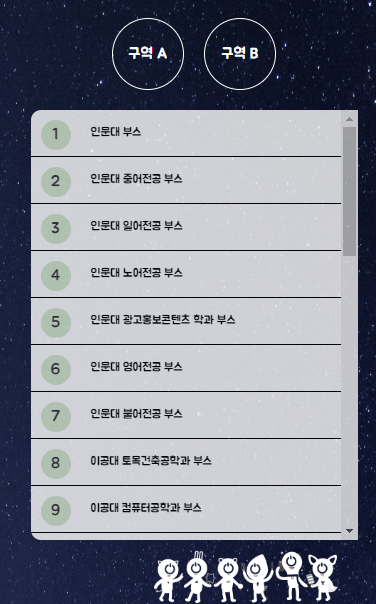 구역 A
구역 B
1
인문대 부스
2
인문대 중어전공 부스
3
인문대 일어전공 부스
4
인문대 노어전공 부스
5
인문대 광고홍보콘텐츠 학과 부스
6
인문대 영어전공 부스
7
인문대 불어전공 부스
8
이공대 토목건축공학과 부스
9
이공대 컴퓨터공학과 부스